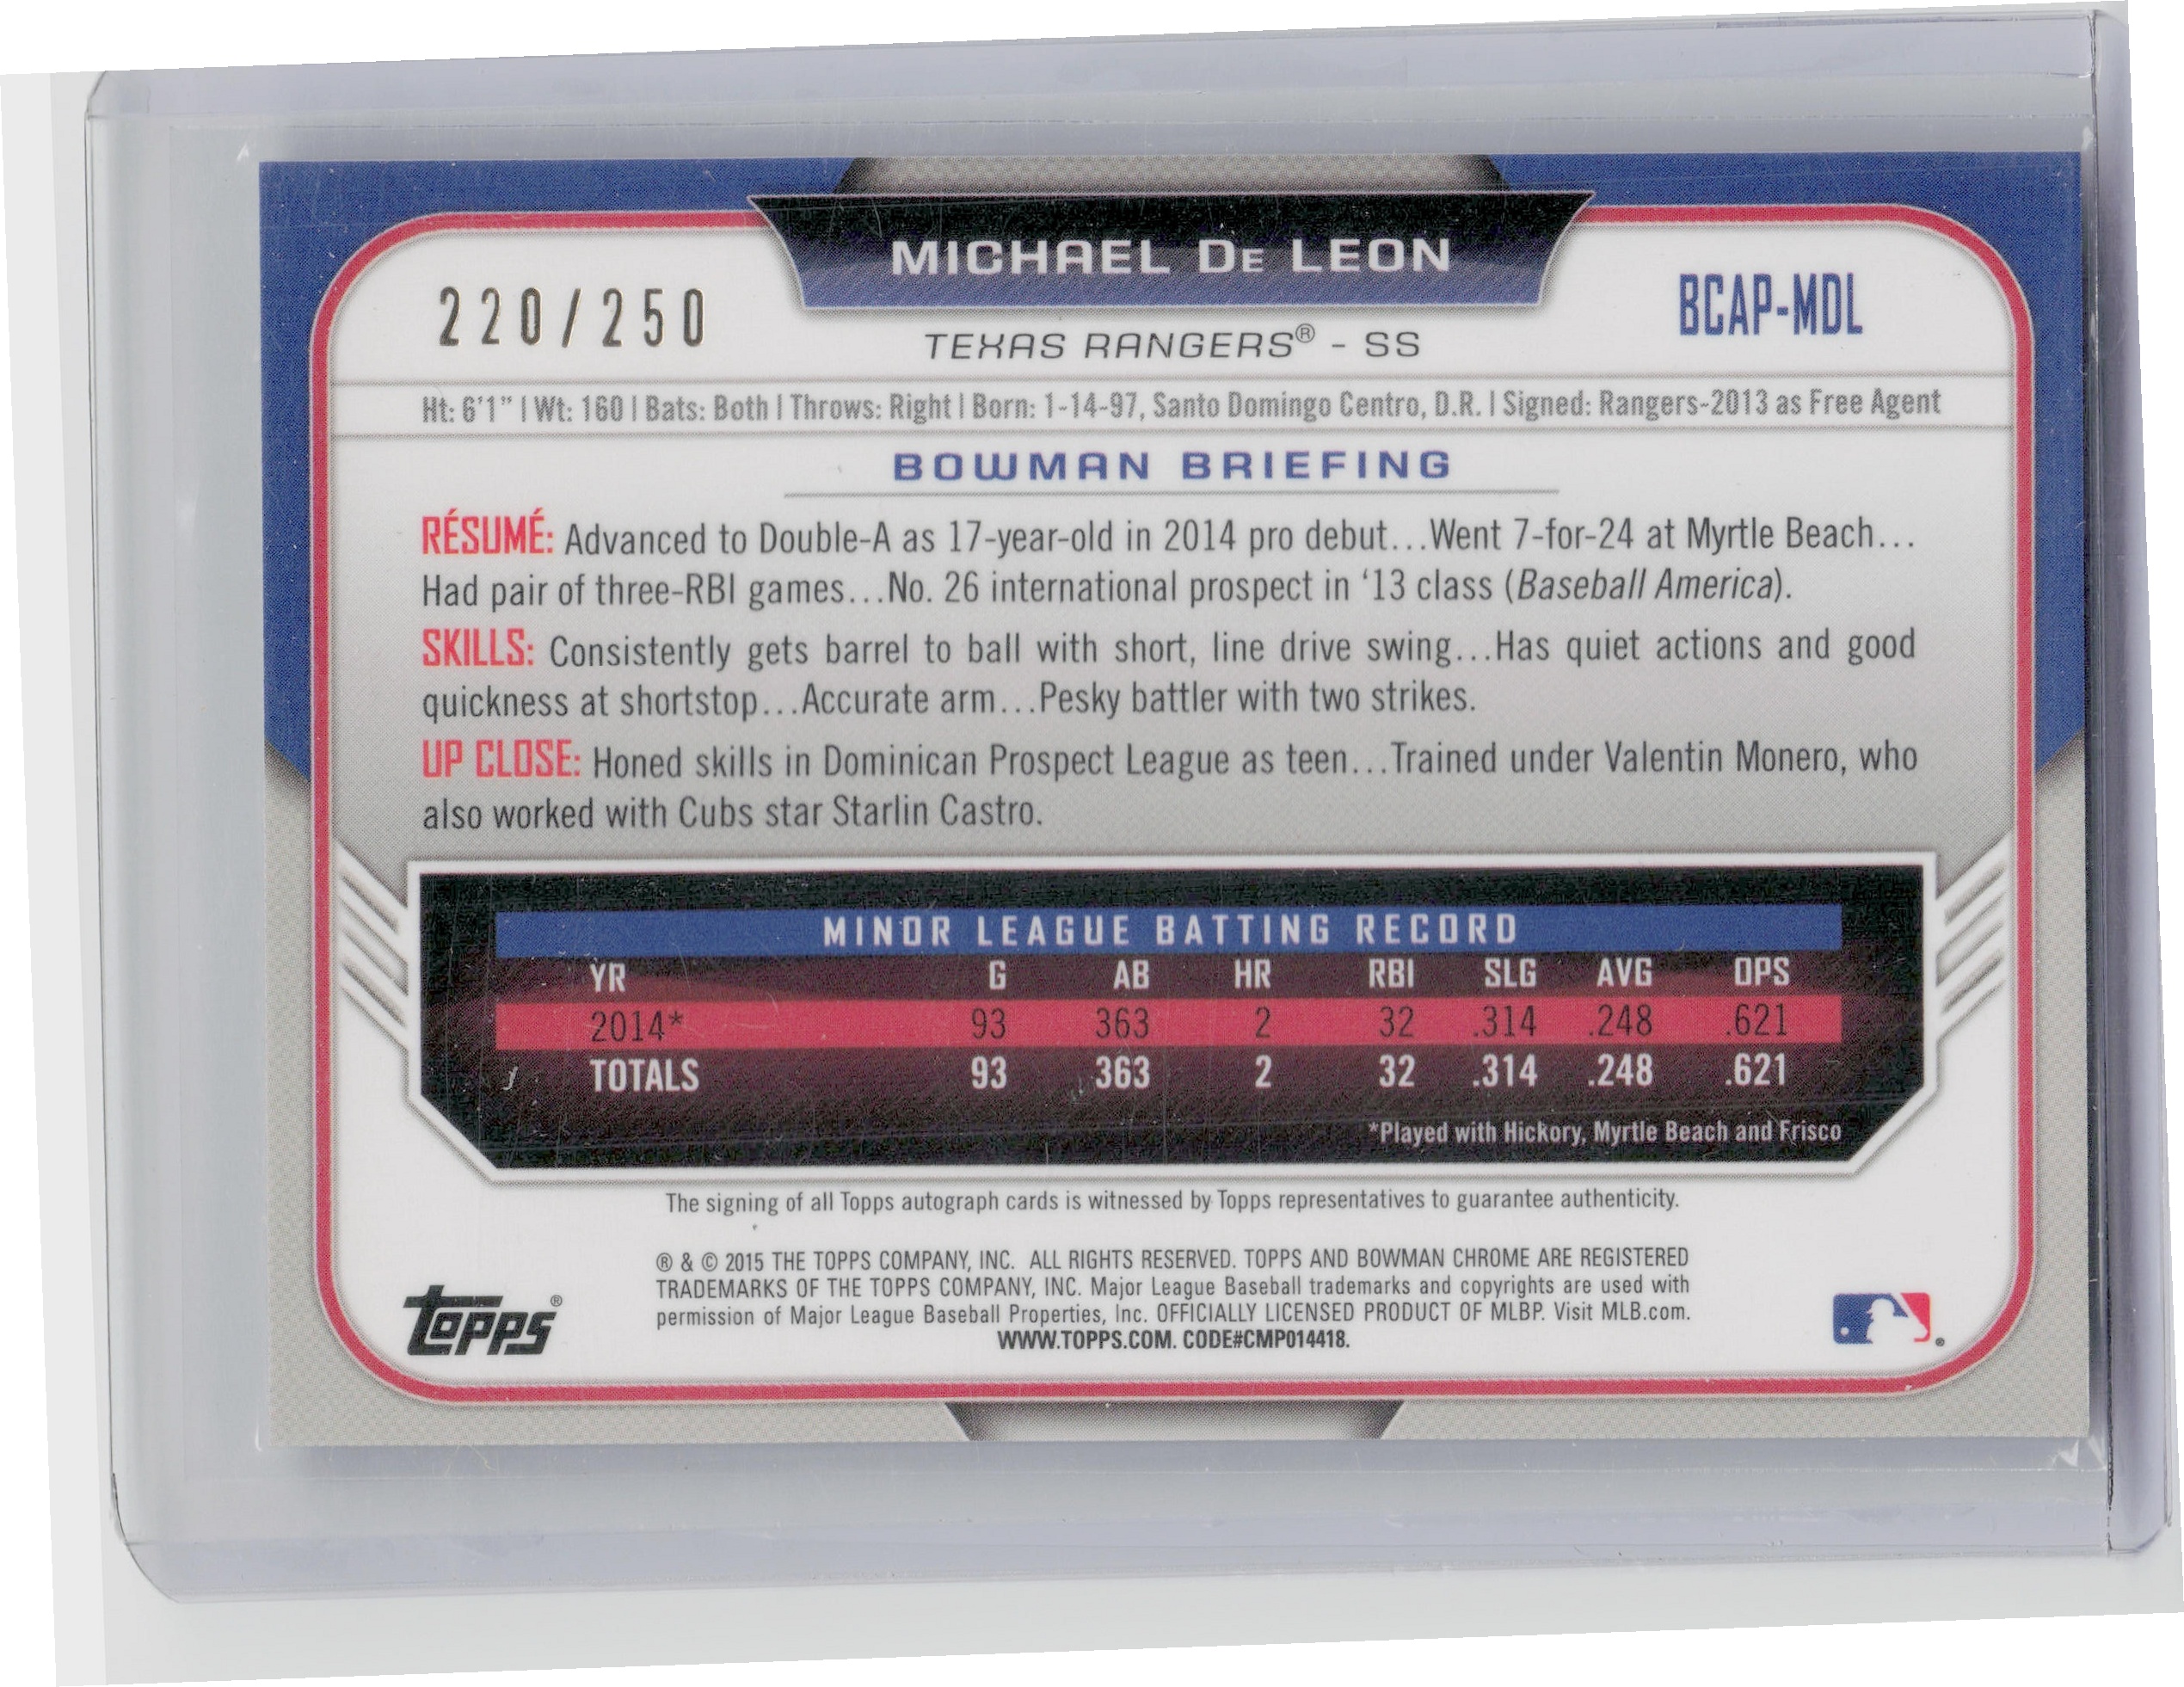 MICHAEL DE LEON
220/250
BCAP-MDL
TEXAS RANGERS® - SS
Ht: 6'1" | Wt: 160 | Bats: Both | Throws: Right | Born: 1-14-97, Santo Domingo Centro, D.R. | Signed: Rangers-2013 as Free Agent
BOWMAN BRIEFING
RÉSUMÉ: Advanced to Double-A as 17-year-old in 2014 pro debut...Went 7-for-24 at Myrtle Beach...
Had pair of three-RBI games...No. 26 international prospect in '13 class (Baseball America).
SKILLS: Consistently gets barrel to ball with short, line drive swing...Has quiet actions and good
quickness at shortstop...Accurate arm...Pesky battler with two strikes.
UP CLOSE: Honed skills in Dominican Prospect League as teen...Trained under Valentin Monero, who
also worked with Cubs star Starlin Castro.
MINOR LEAGUE BATTING RECORD
YR G AB HR RBI SLG AVG OPS
2014* 93 363 2 32 .314 .248 .621
TOTALS 93 363 2 32 .314 .248 .621
*Played with Hickory, Myrtle Beach and Frisco
The signing of all Topps autograph cards is witnessed by Topps representatives to guarantee authenticity.
® & © 2015 THE TOPPS COMPANY, INC. ALL RIGHTS RESERVED. TOPPS AND BOWMAN CHROME ARE REGISTERED
TRADEMARKS OF THE TOPPS COMPANY, INC. Major League Baseball trademarks and copyrights are used with
permission of Major League Baseball Properties, Inc. OFFICIALLY LICENSED PRODUCT OF MLBP. Visit MLB.com.
WWW.TOPPS.COM. CODE#CMP014418.
Topps®